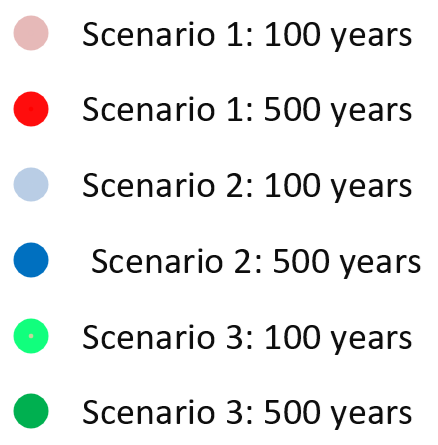 Scenario 1: 100 years
Scenario 1: 500 years
Scenario 2: 100 years
Scenario 2: 500 years
Scenario 3: 100 years
Scenario 3: 500 years